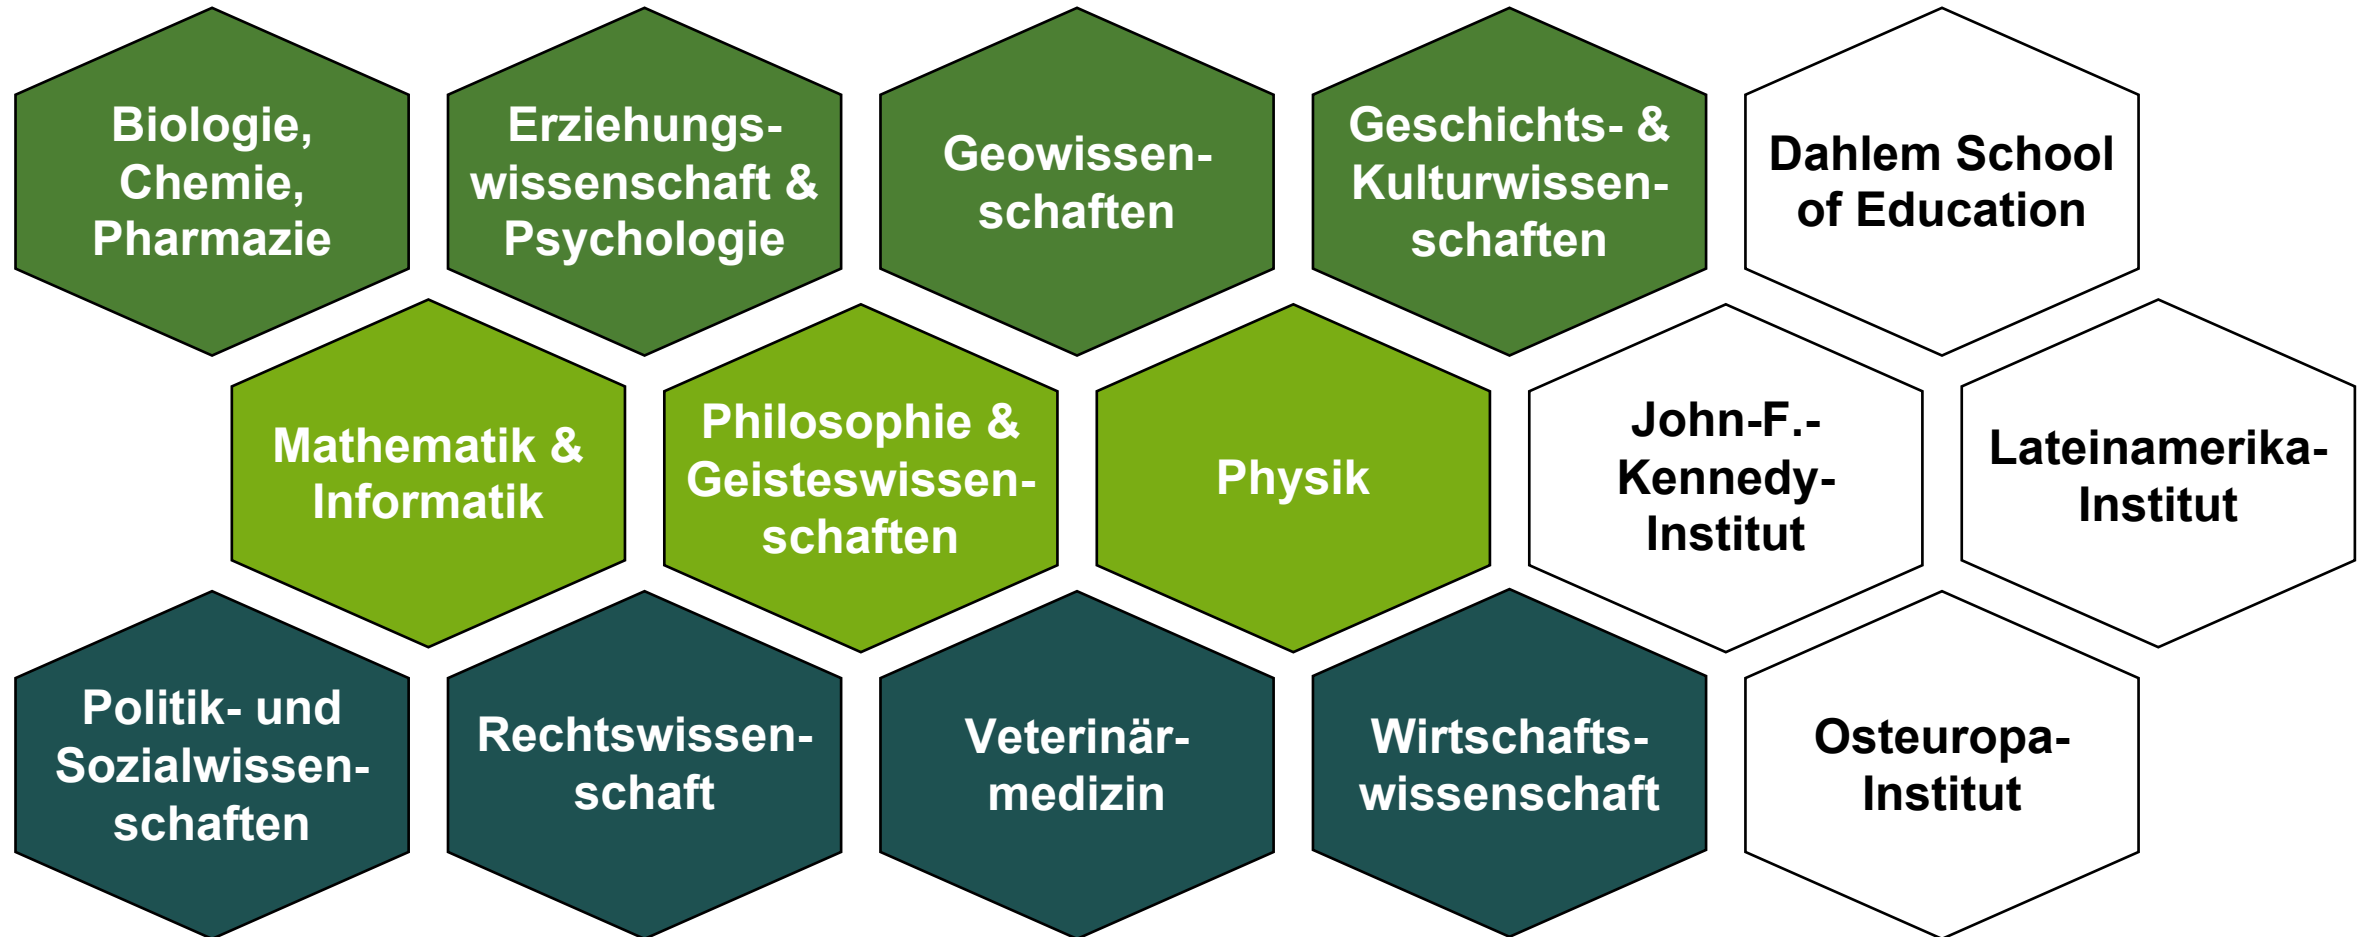 Biologie,
Chemie,
Pharmazie
Erziehungs-
wissenschaft &
Psychologie
Geowissen-
schaften
Geschichts- &
Kulturwissen-
schaften
Dahlem School
of Education
Mathematik &
Informatik
Philosophie &
Geisteswissen-
schaften
Physik
John-F.-
Kennedy-
Institut
Lateinamerika-
Institut
Politik- und
Sozialwissen-
schaften
Rechtswissen-
schaft
Veterinär-
medizin
Wirtschafts-
wissenschaft
Osteuropa-
Institut